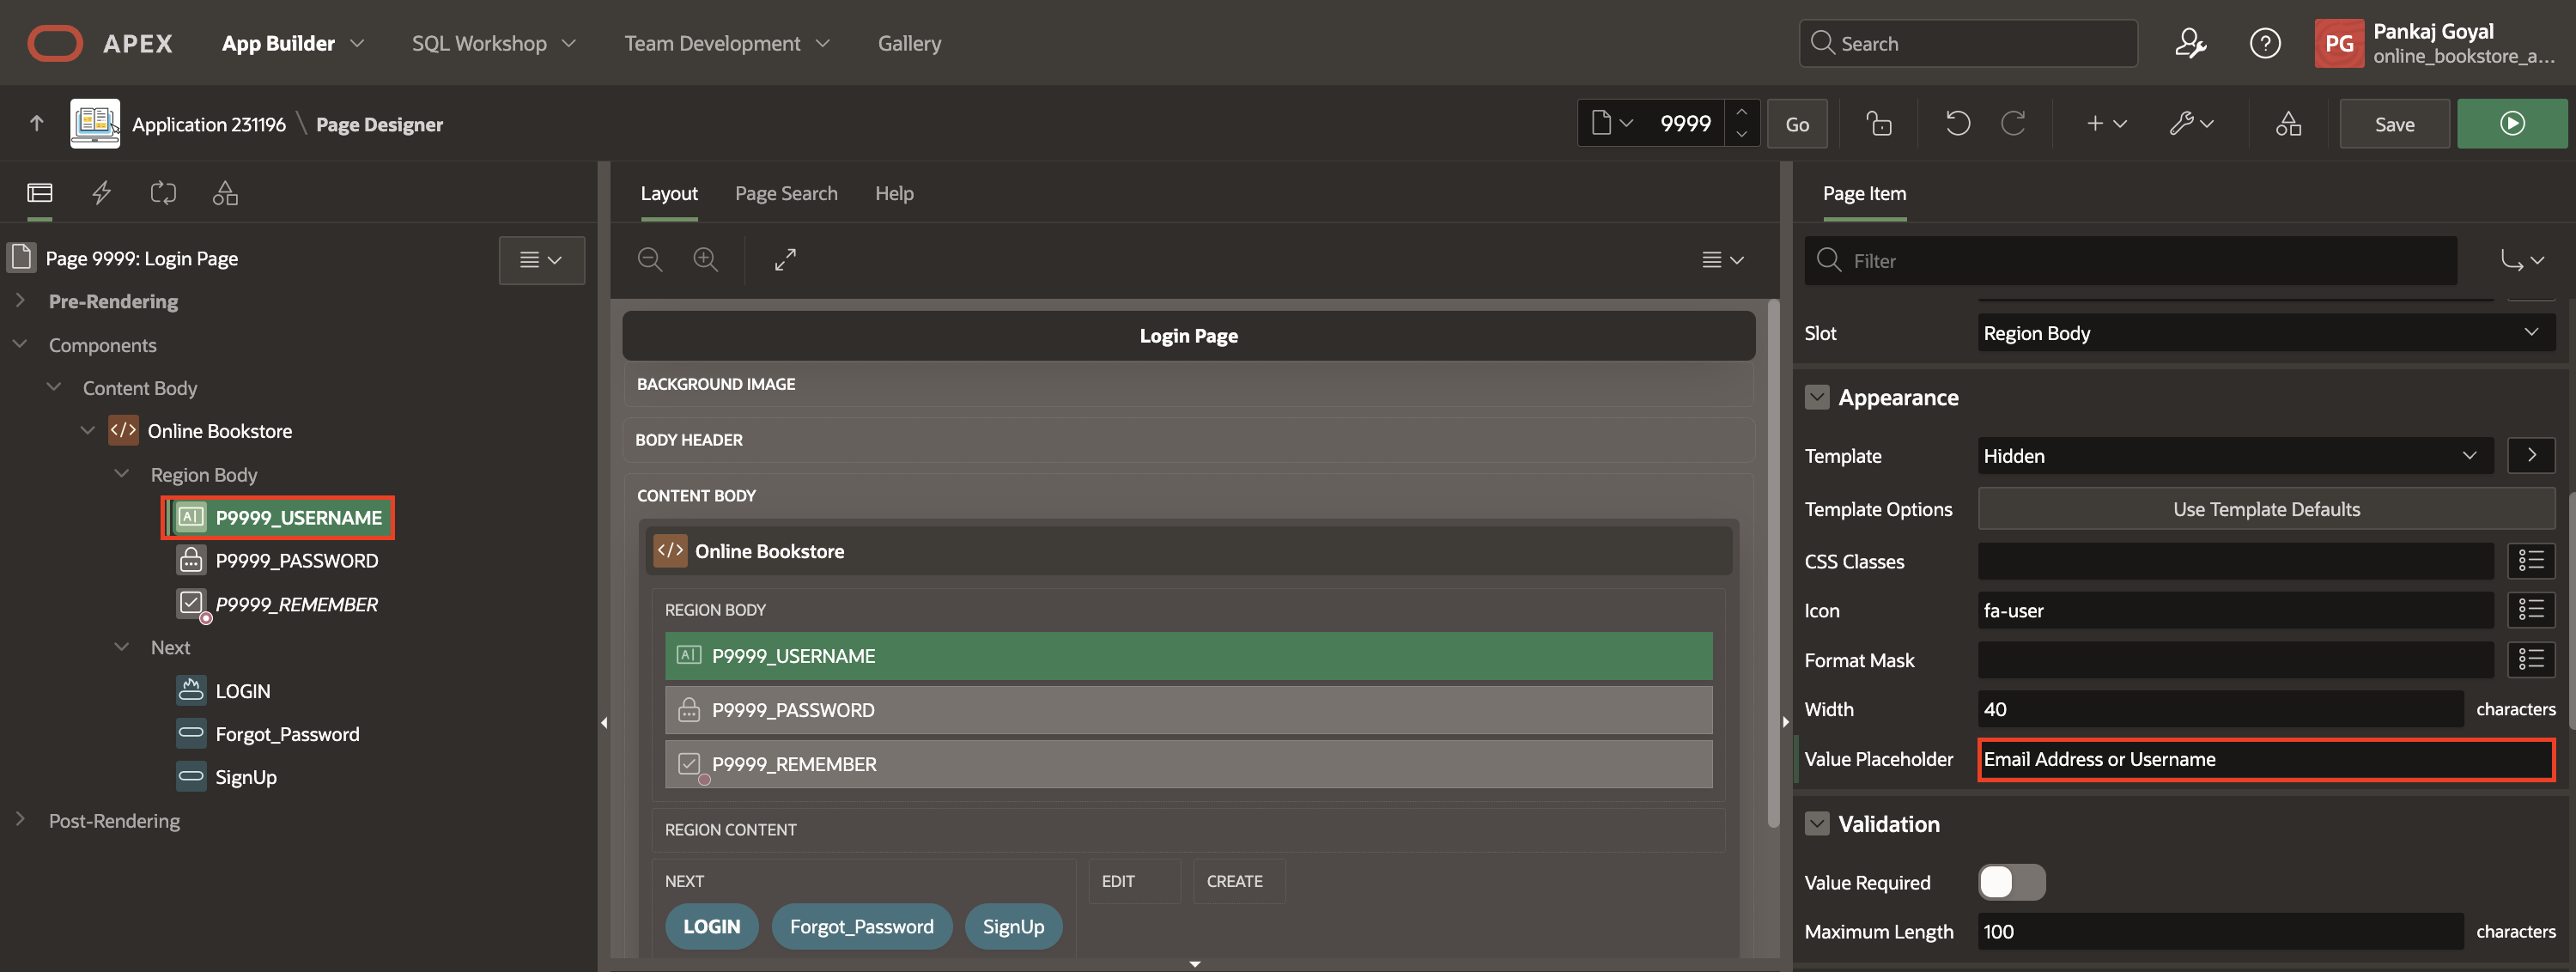 APEX App Builder SQL Workshop Team Development Gallery Search PG Pankaj Goyal
online_bookstore_a...
Application 231196 \ Page Designer 9999 Go Save
Layout Page Search Help Page Item
Page 9999: Login Page
Pre-Rendering
Components
Content Body
</> Online Bookstore
Region Body
A| P9999_USERNAME
P9999_PASSWORD
P9999_REMEMBER
Next
LOGIN
Forgot_Password
SignUp
Post-Rendering
Login Page
BACKGROUND IMAGE
BODY HEADER
CONTENT BODY
</> Online Bookstore
REGION BODY
A| P9999_USERNAME
P9999_PASSWORD
P9999_REMEMBER
REGION CONTENT
NEXT EDIT CREATE
LOGIN Forgot_Password SignUp
Filter
Slot Region Body
Appearance
Template Hidden
Template Options Use Template Defaults
CSS Classes
Icon fa-user
Format Mask
Width 40 characters
Value Placeholder Email Address or Username
Validation
Value Required
Maximum Length 100 characters